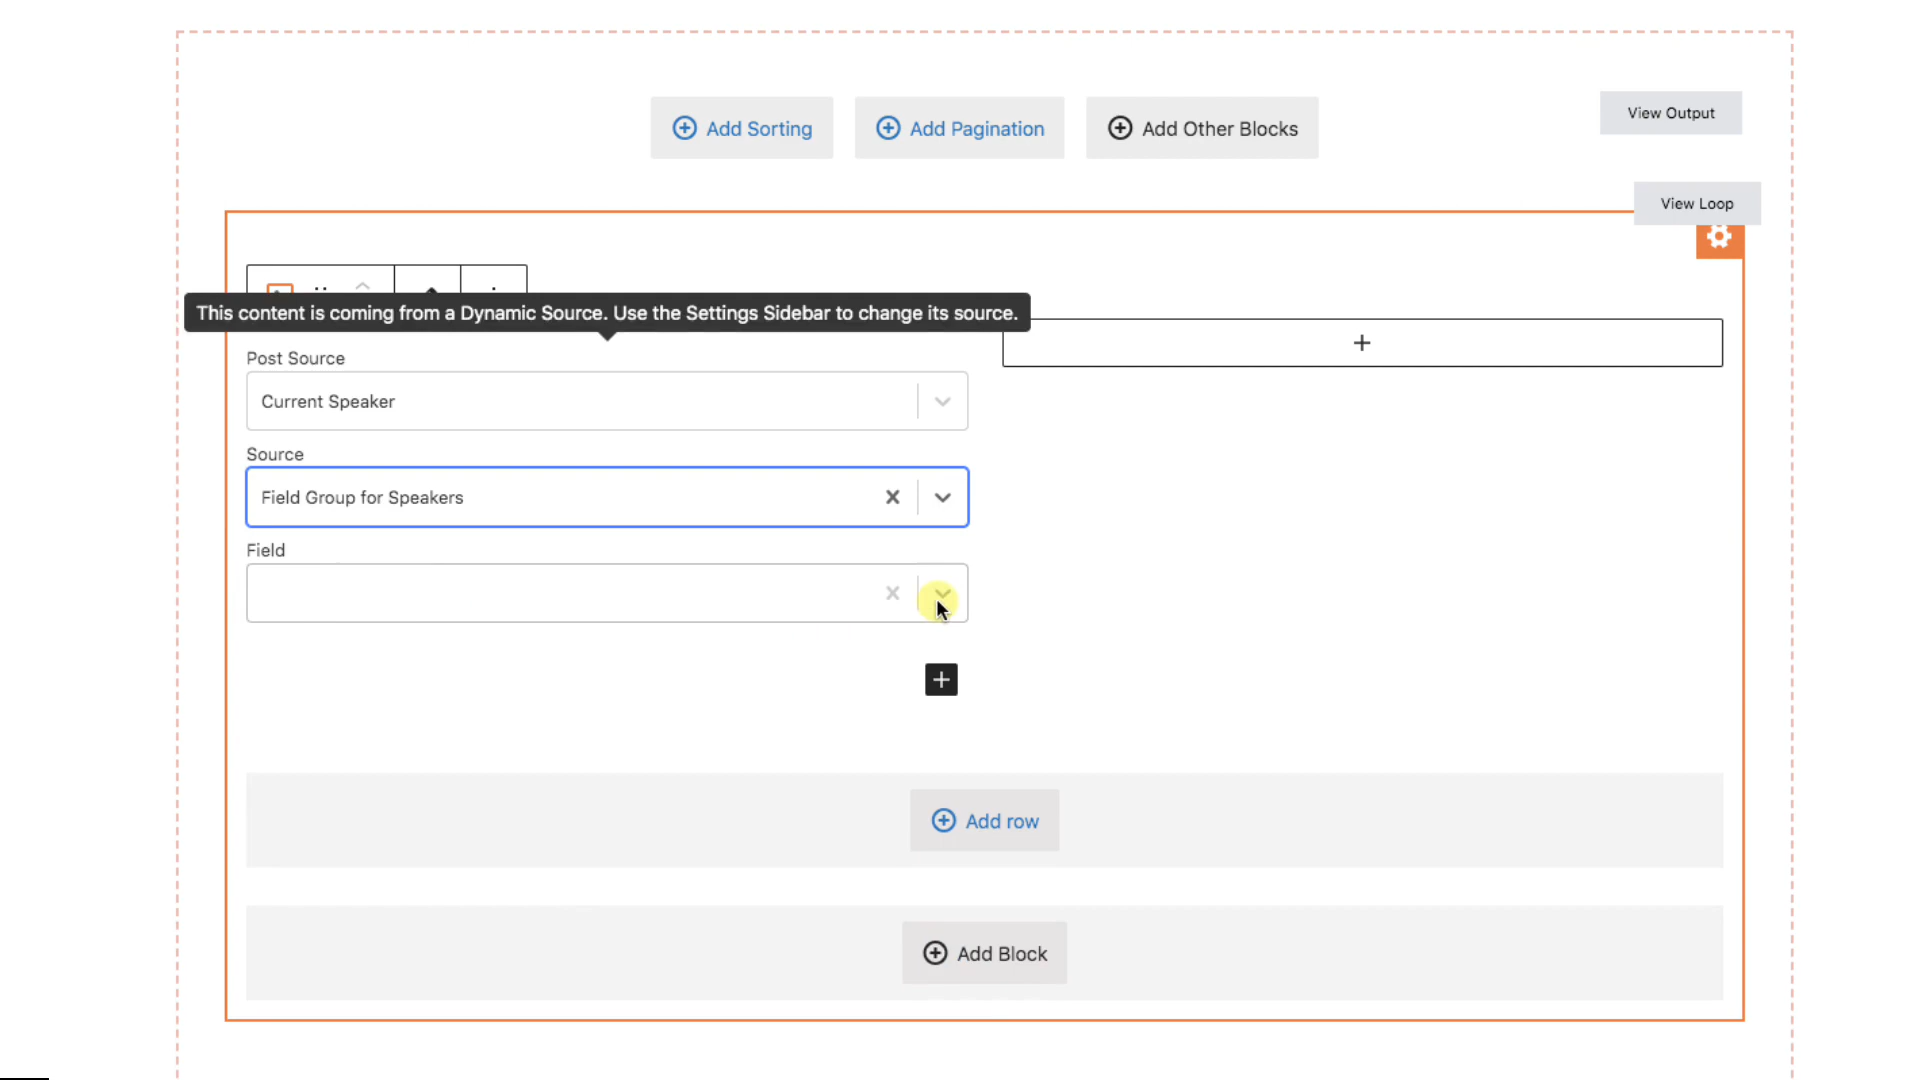 Add Sorting
Add Pagination
Add Other Blocks
View Output
View Loop
This content is coming from a Dynamic Source. Use the Settings Sidebar to change its source.
Post Source
Current Speaker
Source
Field Group for Speakers
Field
Add row
Add Block